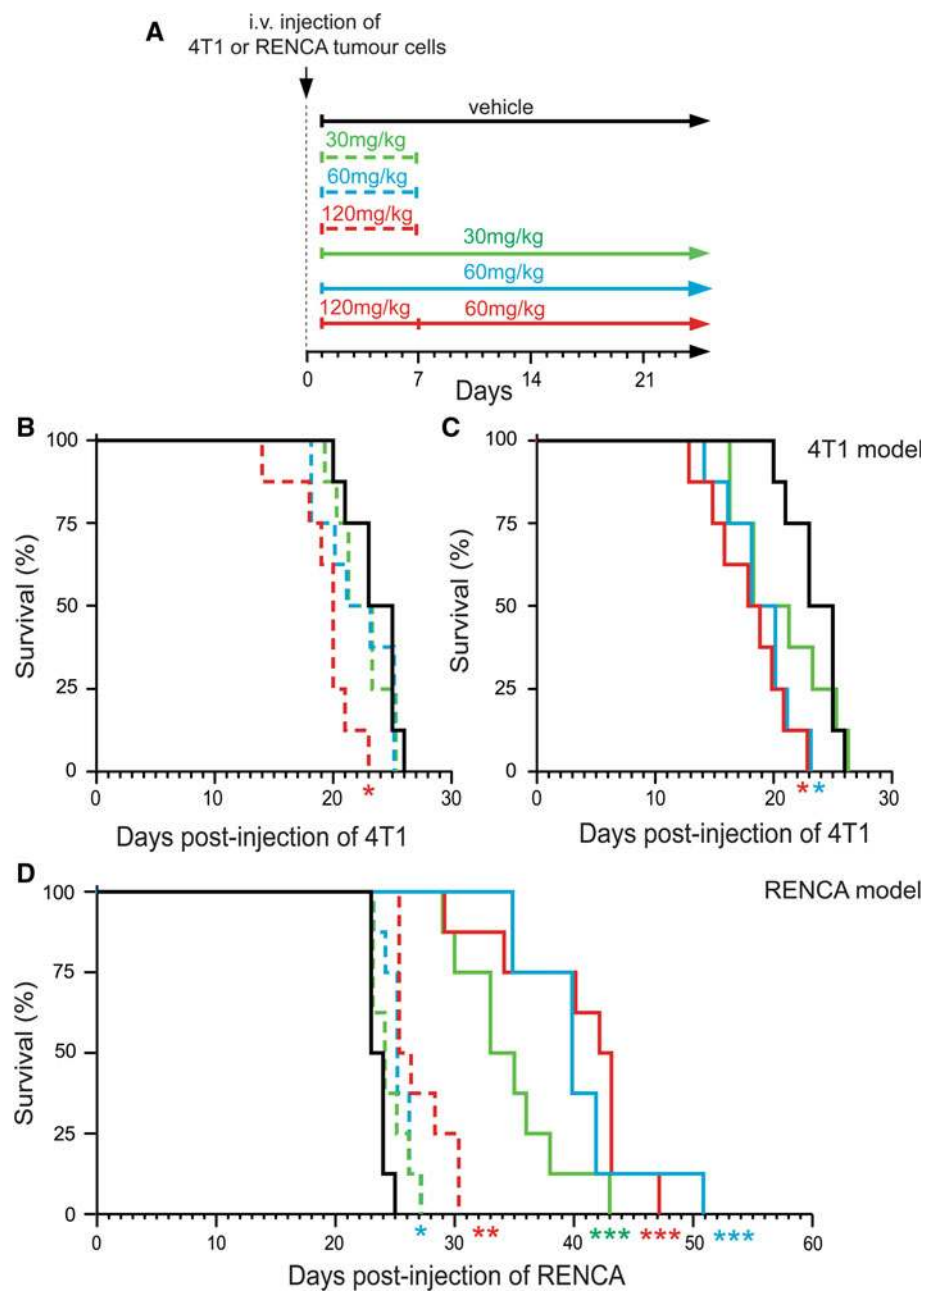 A
i.v. injection of
4T1 or RENCA tumour cells
vehicle
30mg/kg
60mg/kg
120mg/kg
30mg/kg
60mg/kg
120mg/kg 60mg/kg
0 7 14 21
Days
B
100
75
50
25
0
Survival (%)
0 10 20 30
*
Days post-injection of 4T1
C
4T1 model
100
75
50
25
0
Survival (%)
0 10 20 30
* *
Days post-injection of 4T1
D
RENCA model
100
75
50
25
0
Survival (%)
0 10 20 30 40 50 60
* ** *** *** ***
Days post-injection of RENCA